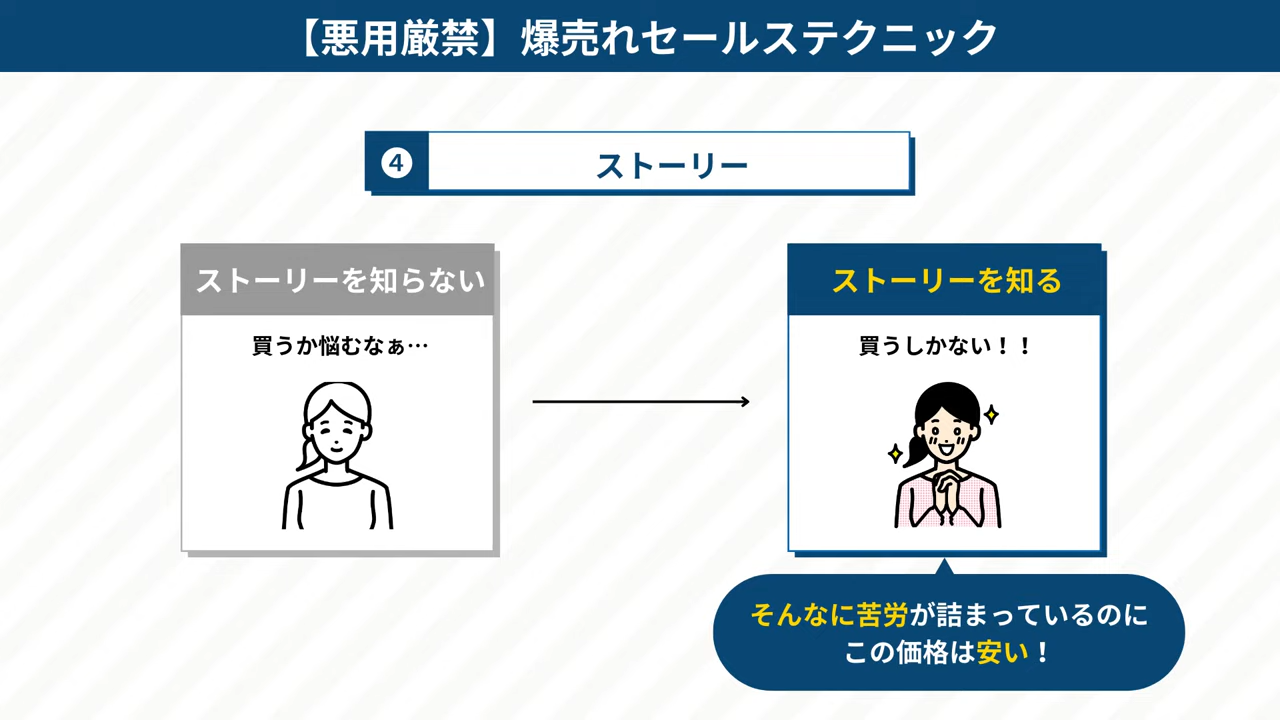 【悪用厳禁】爆売れセールステクニック
4 ストーリー
ストーリーを知らない
買うか悩むなぁ…
ストーリーを知る
買うしかない！！
そんなに苦労が詰まっているのに
この価格は安い！